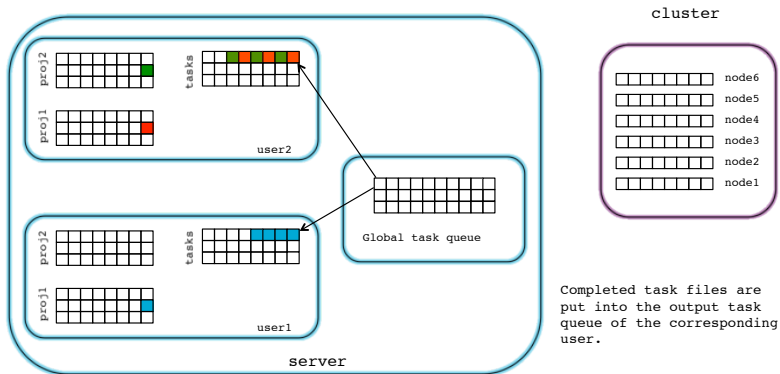 cluster
proj2
tasks
proj1
user2
node6
node5
node4
node3
node2
node1
Global task queue
proj2
tasks
proj1
user1
server
Completed task files are
put into the output task
queue of the corresponding
user.